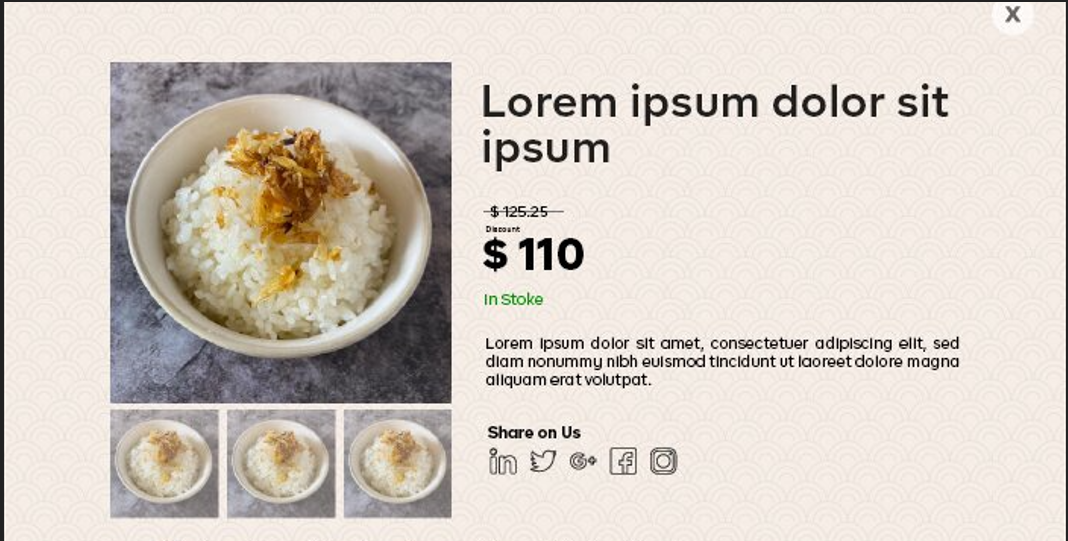 X
Lorem ipsum dolor sit
ipsum
$ 125.25
Discount
$ 110
In Stoke
Lorem ipsum dolor sit amet, consectetuer adipiscing elit, sed
diam nonummy nibh euismod tincidunt ut laoreet dolore magna
aliquam erat volutpat.
Share on Us
in G+ f